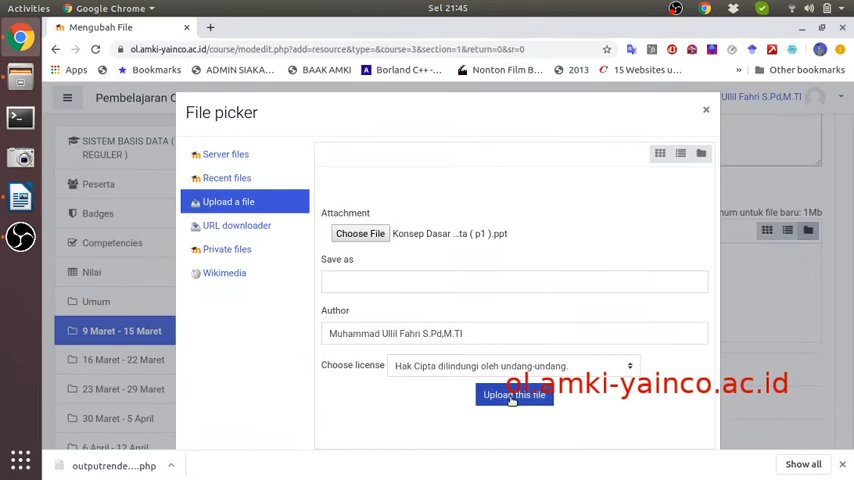 Activities
Google Chrome
Sel 21:45
Mengubah File
ol.amki-yainco.ac.id/course/modedit.php?add=resource&type=&course=3&section=1&return=0&sr=0
Apps
Bookmarks
ADMIN SIAKA...
BAAK AMKI
Borland C++-...
Nonton Film B...
2013
15 Websites u...
»
Other bookmarks
Pembelajaran O
Ullil Fahri S.Pd,M.TI
SISTEM BASIS DATA (
REGULER )
Peserta
Badges
Competencies
Nilai
Umum
9 Maret - 15 Maret
16 Maret - 22 Maret
23 Maret - 29 Maret
30 Maret - 5 April
6 April - 12 April
File picker
×
Server files
Recent files
Upload a file
URL downloader
Private files
Wikimedia
Attachment
Choose File Konsep Dasar ...ta ( p1 ).ppt
Save as
Author
Muhammad Ullil Fahri S.Pd,M.TI
Choose license Hak Cipta dilindungi oleh undang-undang.
ol.amki-yainco.ac.id
Upload this file
num untuk file baru: 1Mb
outputrende....php
Show all